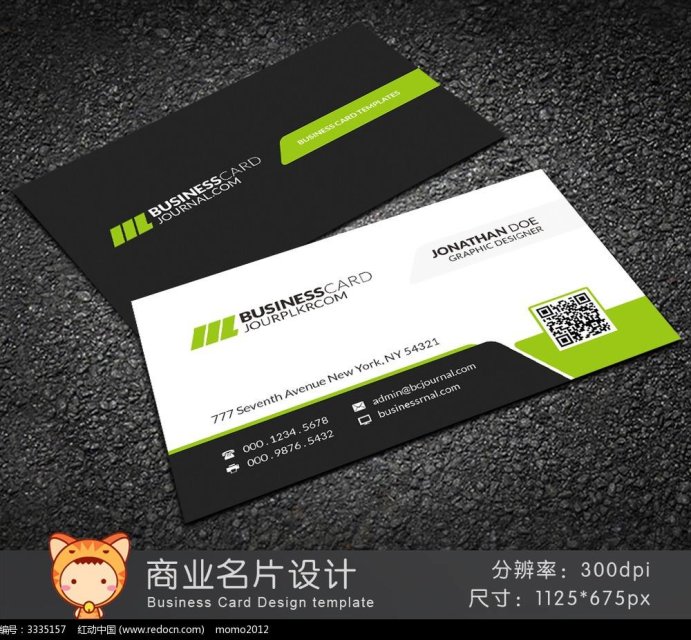 BUSINESS CARD TEMPLATES
BUSINESSCARD
JOURNAL.COM
JONATHAN DOE
GRAPHIC DESIGNER
BUSINESSCARD
JOURPLKRCOM
777 Seventh Avenue New York, NY 54321
000 . 1234 . 5678
000 . 9876 . 5432
admin@bcjournal.com
businessrnal.com
商业名片设计
Business Card Design template
分辨率：300dpi
尺寸：1125*675px
编号：3335157 红动中国 (www.redocn.com) momo2012